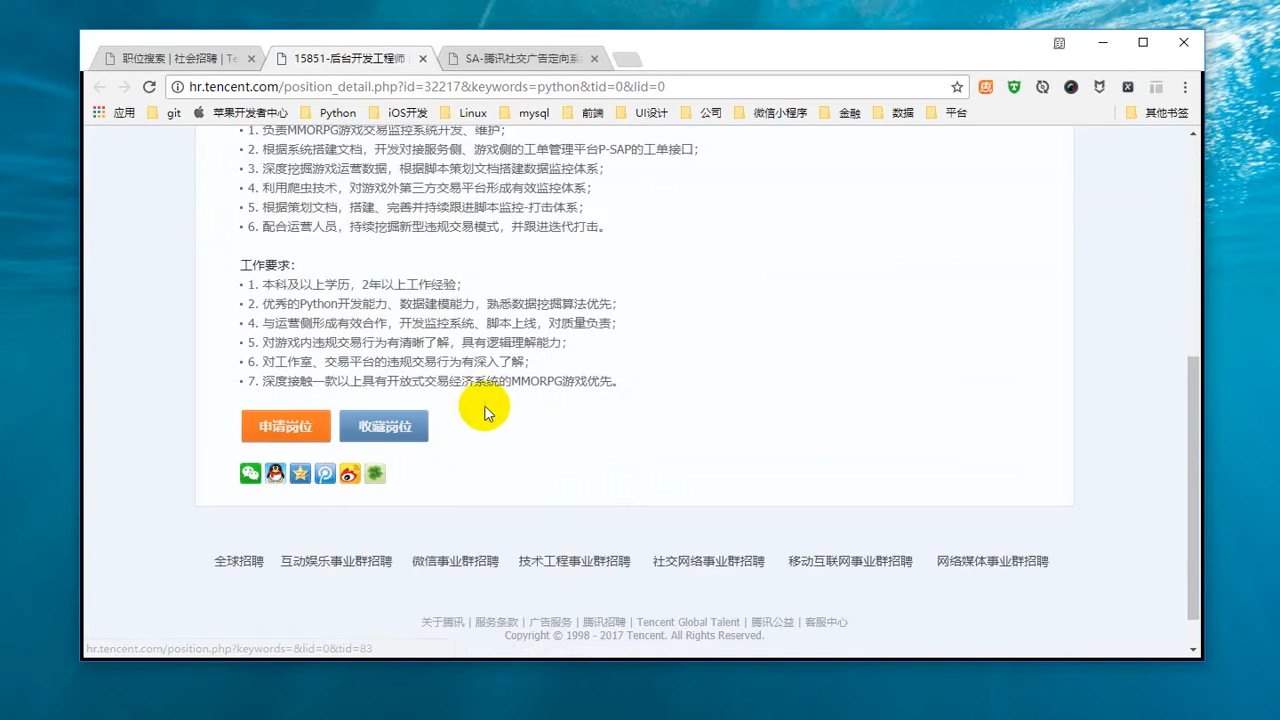 职位搜索 | 社会招聘 | Te
15851-后台开发工程师
SA-腾讯社交广告定向系
hr.tencent.com/position_detail.php?id=32217&keywords=python&tid=0&lid=0
应用
git
苹果开发者中心
Python
iOS开发
Linux
mysql
前端
UI设计
公司
微信小程序
金融
数据
平台
其他书签
• 1. 负责MMORPG游戏交易监控系统开发、维护；
• 2. 根据系统搭建文档，开发对接服务侧、游戏侧的工单管理平台P-SAP的工单接口；
• 3. 深度挖掘游戏运营数据，根据脚本策划文档搭建数据监控体系；
• 4. 利用爬虫技术，对游戏外第三方交易平台形成有效监控体系；
• 5. 根据策划文档，搭建、完善并持续跟进脚本监控-打击体系；
• 6. 配合运营人员，持续挖掘新型违规交易模式，并跟进迭代打击。
工作要求：
• 1. 本科及以上学历，2年以上工作经验；
• 2. 优秀的Python开发能力、数据建模能力，熟悉数据挖掘算法优先；
• 4. 与运营侧形成有效合作，开发监控系统、脚本上线，对质量负责；
• 5. 对游戏内违规交易行为有清晰了解，具有逻辑理解能力；
• 6. 对工作室、交易平台的违规交易行为有深入了解；
• 7. 深度接触一款以上具有开放式交易经济系统的MMORPG游戏优先。
申请岗位
收藏岗位
全球招聘
互动娱乐事业群招聘
微信事业群招聘
技术工程事业群招聘
社交网络事业群招聘
移动互联网事业群招聘
网络媒体事业群招聘
关于腾讯 | 服务条款 | 广告服务 | 腾讯招聘 | Tencent Global Talent | 腾讯公益 | 客服中心
Copyright © 1998 - 2017 Tencent. All Rights Reserved.
hr.tencent.com/position.php?keywords=&lid=0&tid=83